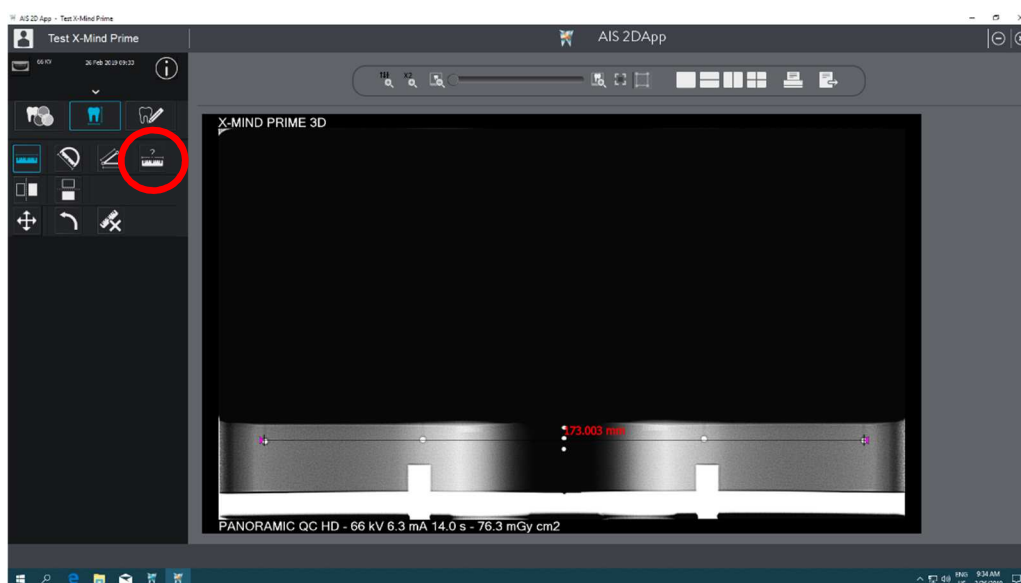 AIS 2D App - Test X-Mind Prime
Test X-Mind Prime
AIS 2DApp
66 KV
26 Feb 2019 09:33
X2
?
X-MIND PRIME 3D
173.003 mm
PANORAMIC QC HD - 66 kV 6.3 mA 14.0 s - 76.3 mGy cm2
ENG
9:34 AM